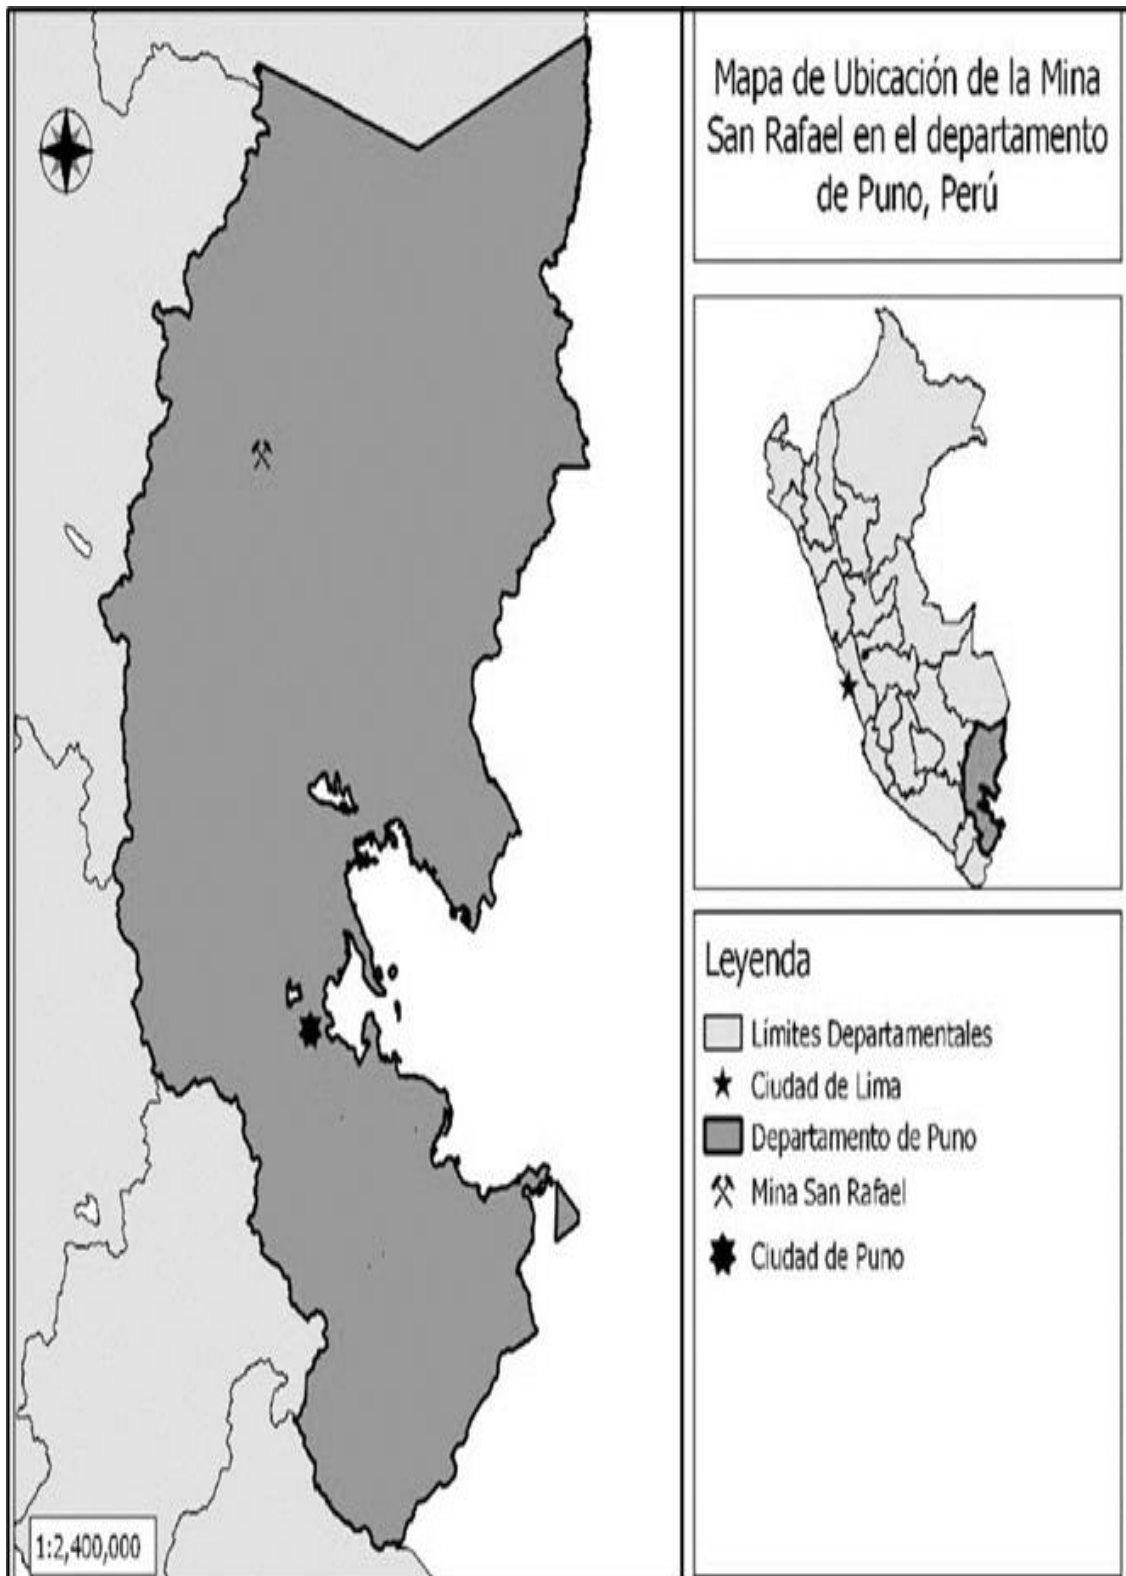 Mapa de Ubicación de la Mina
San Rafael en el departamento
de Puno, Perú
Leyenda
Límites Departamentales
Ciudad de Lima
Departamento de Puno
Mina San Rafael
Ciudad de Puno
1:2,400,000